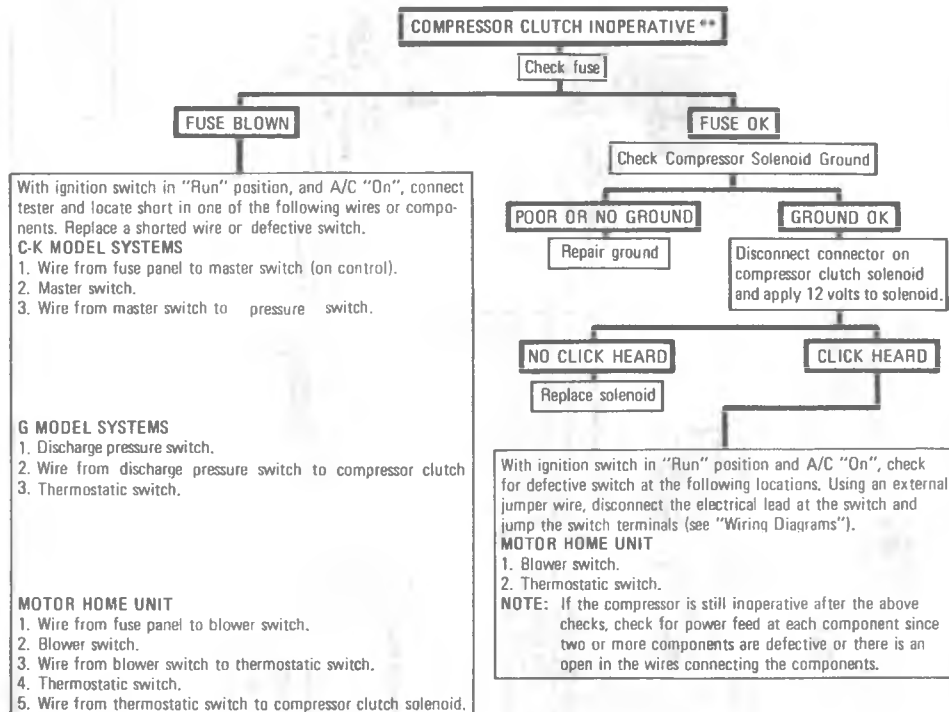 COMPRESSOR CLUTCH INOPERATIVE**
Check fuse
FUSE BLOWN
With ignition switch in "Run" position, and A/C "On", connect
tester and locate short in one of the following wires or compo-
nents. Replace a shorted wire or defective switch.
C-K MODEL SYSTEMS
1. Wire from fuse panel to master switch (on control).
2. Master switch.
3. Wire from master switch to pressure switch.
G MODEL SYSTEMS
1. Discharge pressure switch.
2. Wire from discharge pressure switch to compressor clutch
3. Thermostatic switch.
MOTOR HOME UNIT
1. Wire from fuse panel to blower switch.
2. Blower switch.
3. Wire from blower switch to thermostatic switch.
4. Thermostatic switch.
5. Wire from thermostatic switch to compressor clutch solenoid.
FUSE OK
Check Compressor Solenoid Ground
POOR OR NO GROUND
Repair ground
GROUND OK
Disconnect connector on
compressor clutch solenoid
and apply 12 volts to solenoid.
NO CLICK HEARD
Replace solenoid
CLICK HEARD
With ignition switch in "Run" position and A/C "On", check
for defective switch at the following locations. Using an external
jumper wire, disconnect the electrical lead at the switch and
jump the switch terminals (see "Wiring Diagrams").
MOTOR HOME UNIT
1. Blower switch.
2. Thermostatic switch.
NOTE: If the compressor is still inoperative after the above
checks, check for power feed at each component since
two or more components are defective or there is an
open in the wires connecting the components.